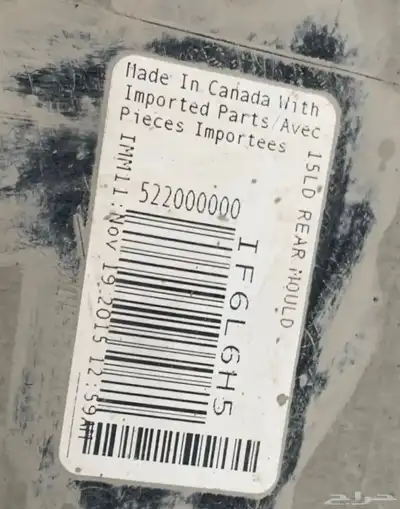 Made In Canada With
Imported Parts/Avec
Pieces Importees
15LD REAR MOULD
522000000
IF6L6H5
IMM11:Nov 19,2015 12:59AM
حراج